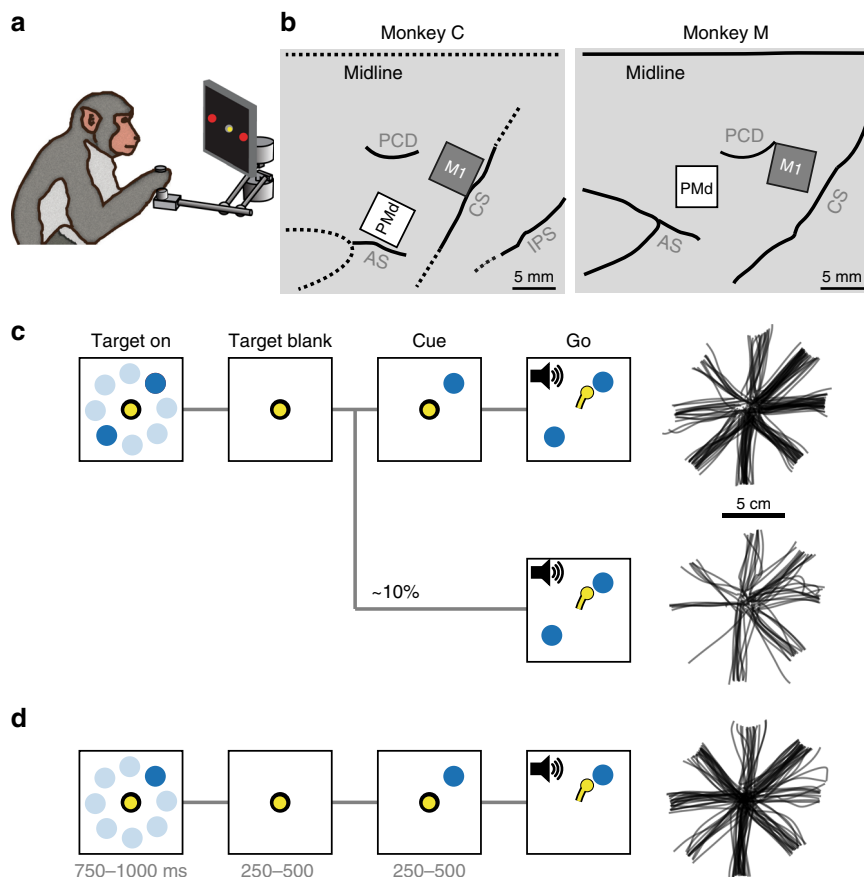 a
b
Monkey C
Monkey M
Midline
PCD
M1
PMd
CS
AS
IPS
5 mm
Midline
PCD
M1
PMd
CS
AS
5 mm
c
Target on
Target blank
Cue
Go
5 cm
~10%
d
750–1000 ms
250–500
250–500